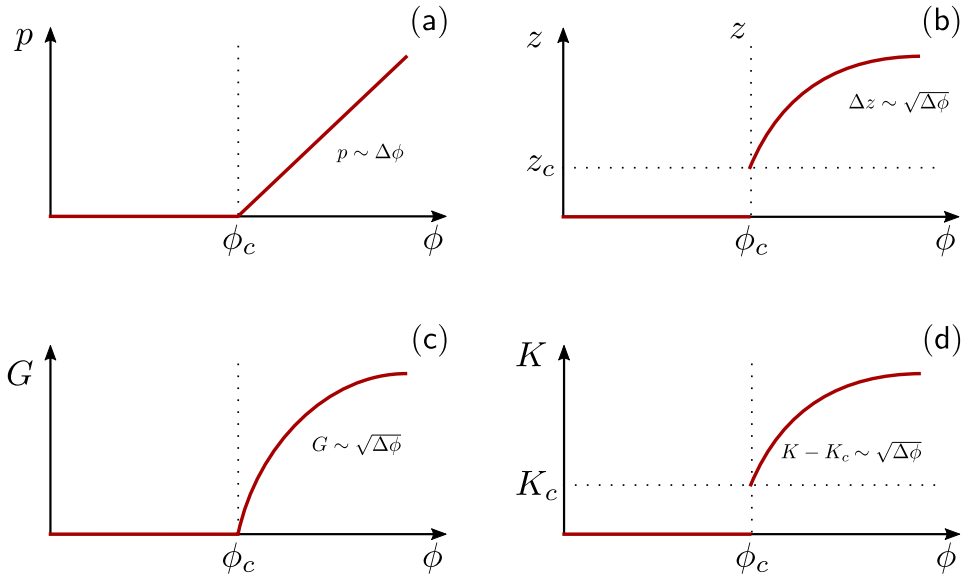 (a)
p
p ∼ Δϕ
ϕ_c
ϕ
(b)
z
z
Δz ∼ √Δϕ
z_c
ϕ_c
ϕ
(c)
G
G ∼ √Δϕ
ϕ_c
ϕ
(d)
K
K − K_c ∼ √Δϕ
K_c
ϕ_c
ϕ